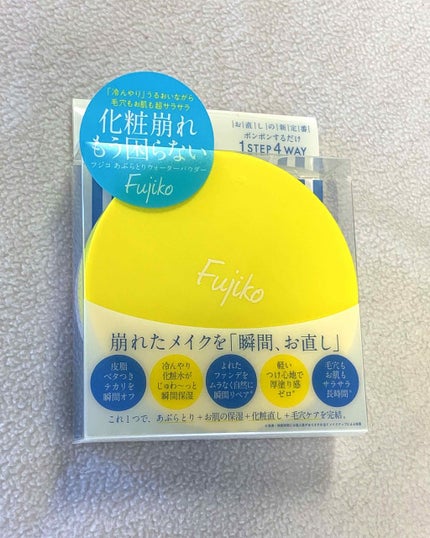 「冷んやり」うるおいながら
毛穴もお肌も超サラサラ
化粧崩れ
もう困らない
フジコ あぶらとりウォーターパウダー
Fujiko
お直しの新定番
ポンポンするだけ
1STEP 4WAY
Fujiko
崩れたメイクを「瞬間、お直し」
皮脂
ベタつき
テカリを
瞬間オフ
冷んやり
化粧水が
じゅわ〜っと
瞬間保湿
よれた
ファンデを
ムラなく自然に
瞬間リペア
軽い
つけ心地で
厚塗り感
ゼロ*
毛穴も
お肌も
サラサラ
長時間*
これ1つで、あぶらとり+お肌の保湿+化粧直し+毛穴ケアを完結。